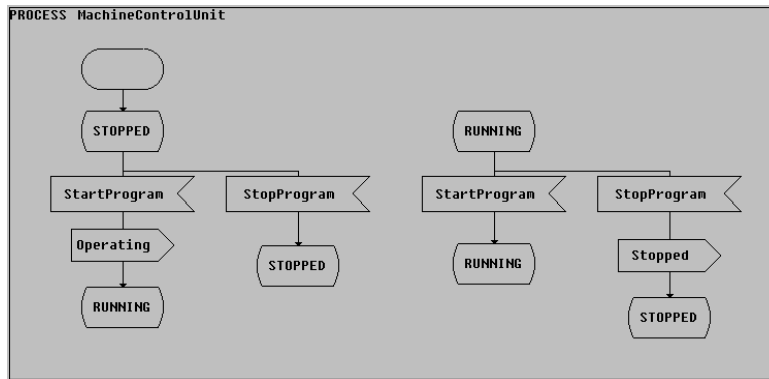 PROCESS MachineControlUnit
STOPPED
RUNNING
StartProgram
StopProgram
StartProgram
StopProgram
Operating
STOPPED
RUNNING
Stopped
RUNNING
STOPPED